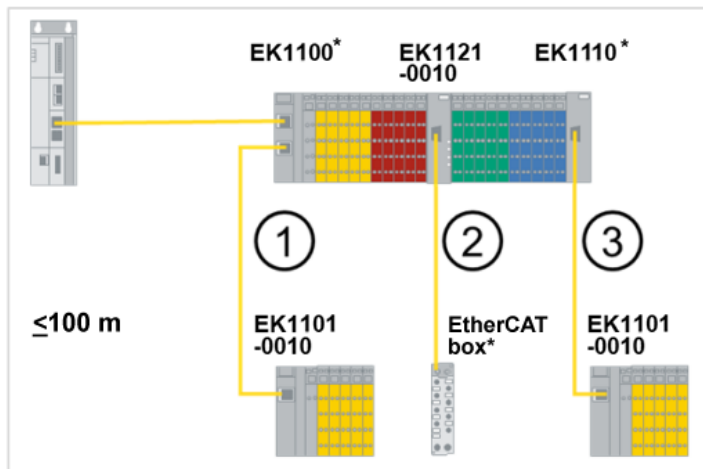 EK1100*
EK1121
-0010
EK1110*
1
2
3
≤100 m
EK1101
-0010
EtherCAT
box*
EK1101
-0010